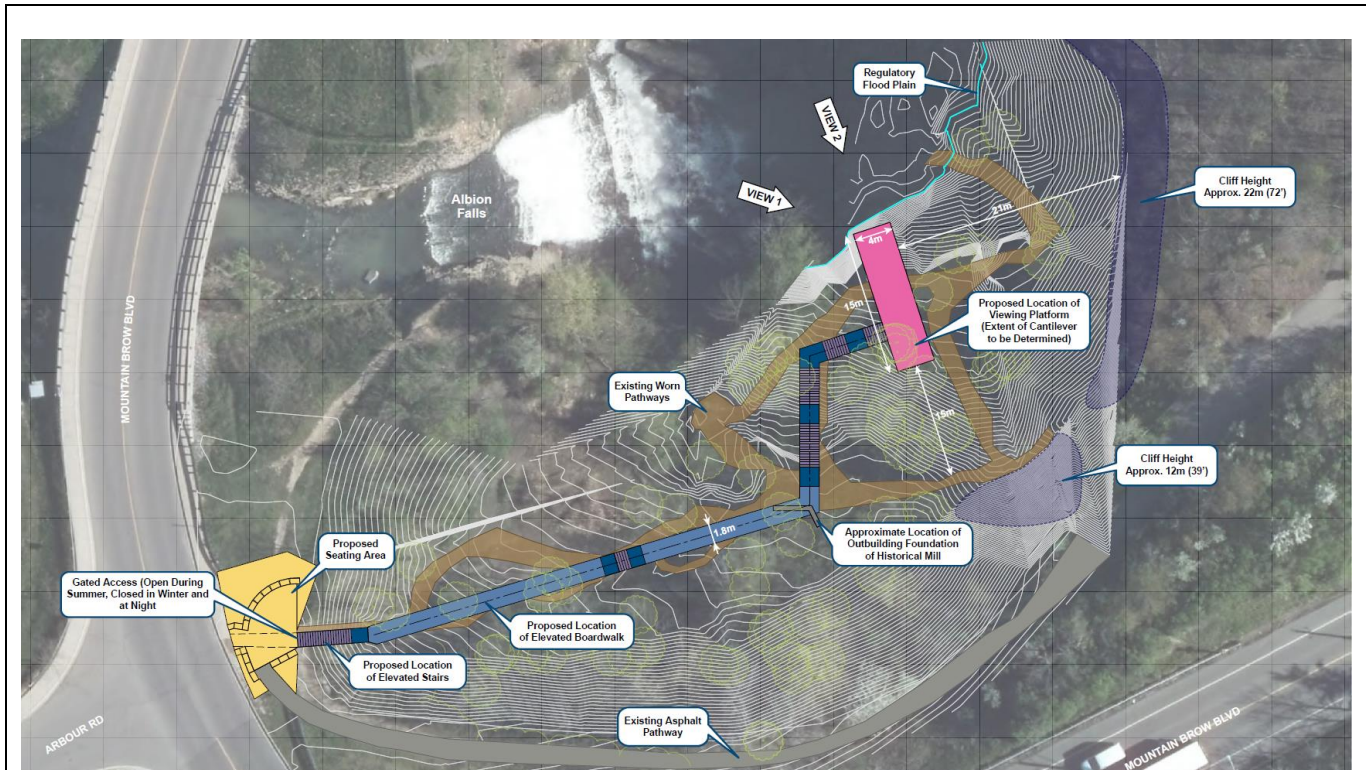 Regulatory
Flood Plain
VIEW 2
VIEW 1
Albion
Falls
Cliff Height
Approx. 22m (72')
21m
4m
15m
Proposed Location of
Viewing Platform
(Extent of Cantilever
to be Determined)
MOUNTAIN BROW BLVD
Existing Worn
Pathways
15m
Cliff Height
Approx. 12m (39')
1.8m
Approximate Location of
Outbuilding Foundation
of Historical Mill
Proposed
Seating Area
Gated Access (Open During
Summer, Closed in Winter and
at Night
Proposed Location
of Elevated Boardwalk
Proposed Location
of Elevated Stairs
Existing Asphalt
Pathway
ARBOUR RD
MOUNTAIN BROW BLVD